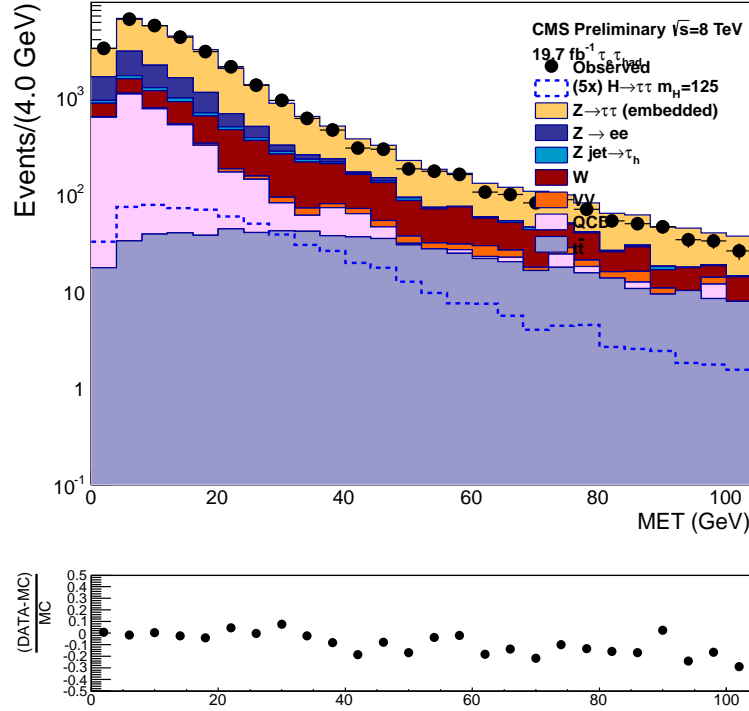 CMS Preliminary √s=8 TeV
19.7 fb⁻¹ τₑτ_had
Observed
(5x) H→ττ m_H=125
Z→ττ (embedded)
Z → ee
Z jet→τ_h
W
VV
QCD
tt̄
Events/(4.0 GeV)
10³
10²
10
1
10⁻¹
0 20 40 60 80 100
MET (GeV)
(DATA-MC)
MC
0.5
0.4
0.3
0.2
0.1
0
-0.1
-0.2
-0.3
-0.4
-0.5
0 20 40 60 80 100